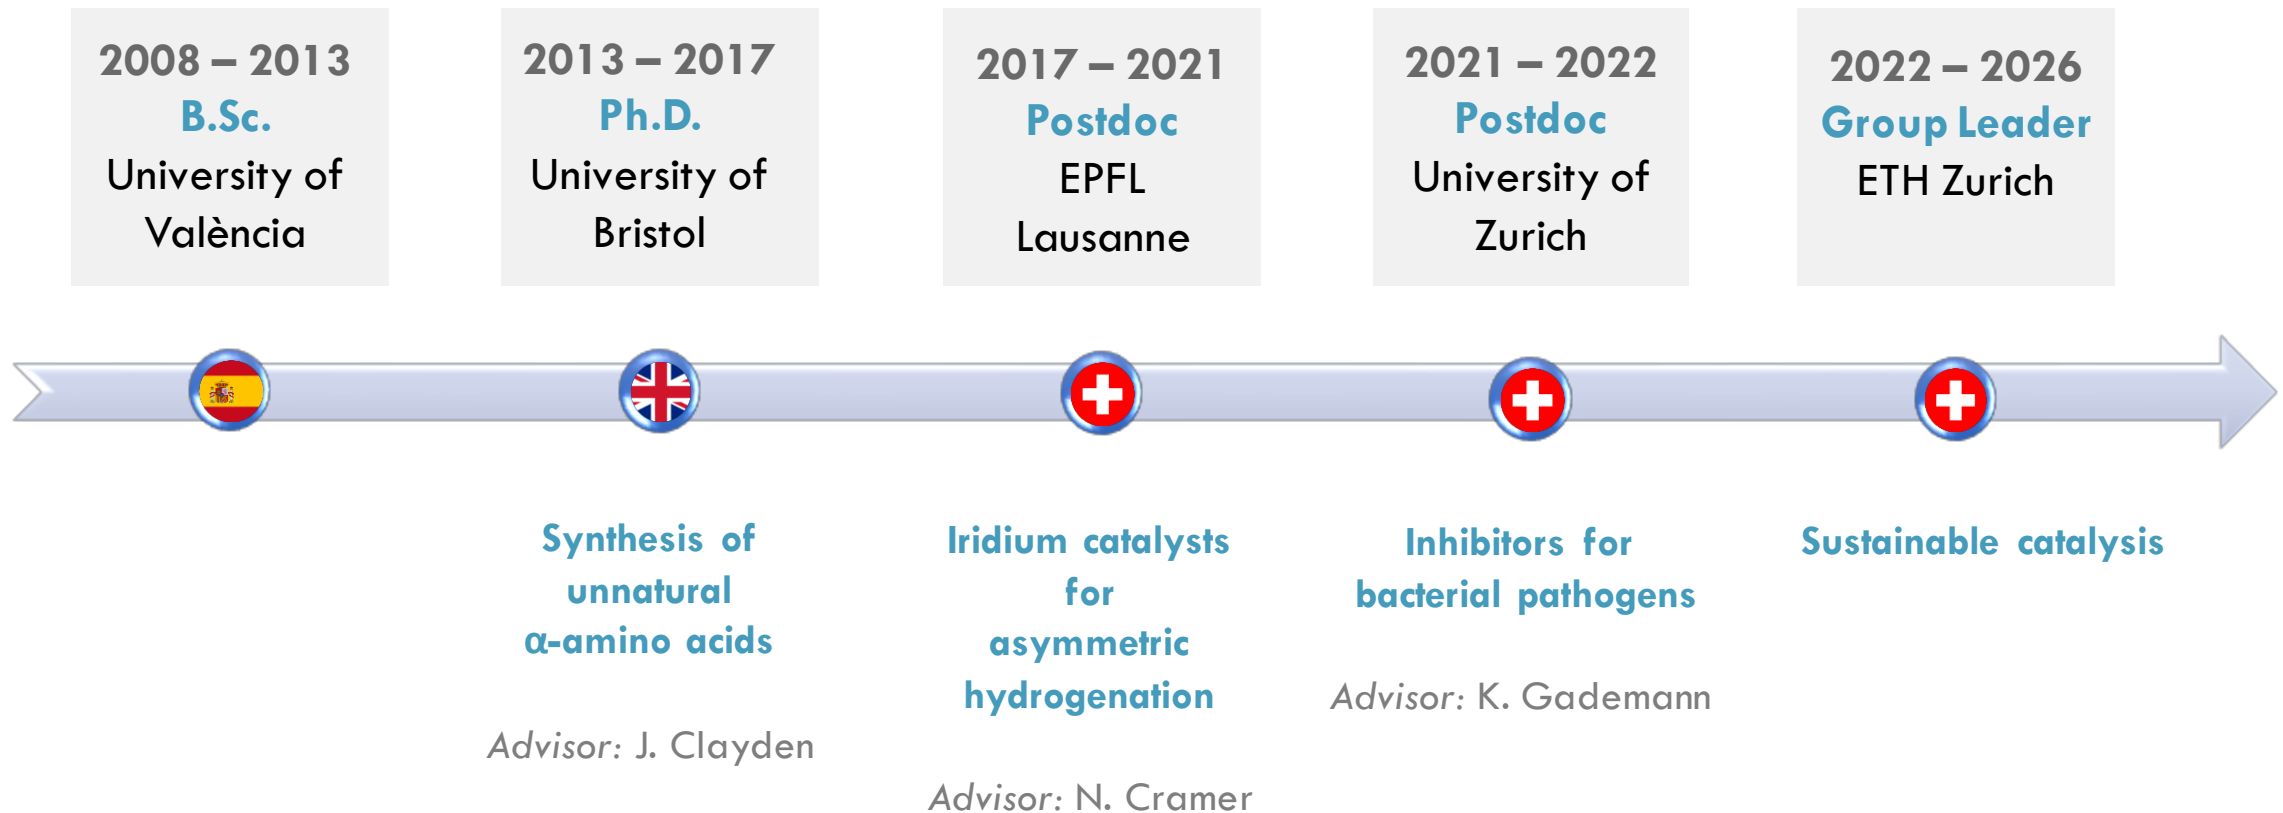 2008 – 2013
B.Sc.
University of
València
2013 – 2017
Ph.D.
University of
Bristol
2017 – 2021
Postdoc
EPFL
Lausanne
2021 – 2022
Postdoc
University of
Zurich
2022 – 2026
Group Leader
ETH Zurich
Synthesis of
unnatural
α-amino acids
Advisor: J. Clayden
Iridium catalysts
for
asymmetric
hydrogenation
Advisor: N. Cramer
Inhibitors for
bacterial pathogens
Advisor: K. Gademann
Sustainable catalysis